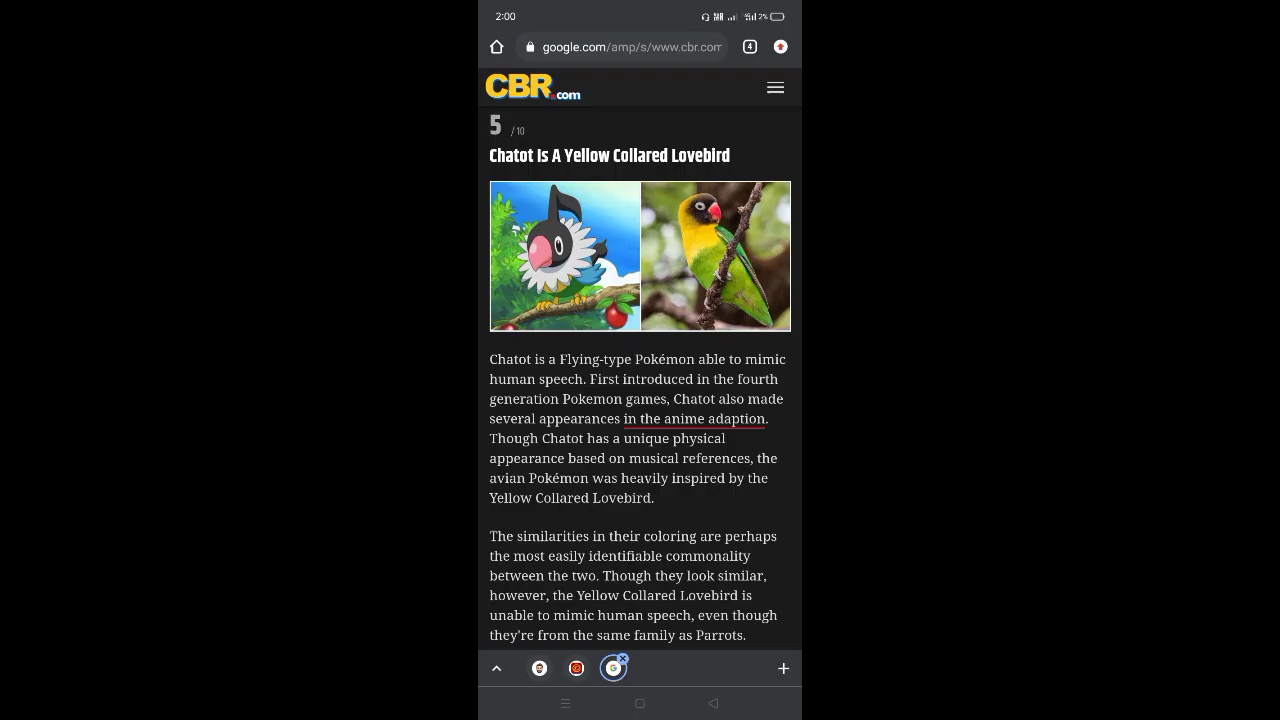 2:00
2%
google.com/amp/s/www.cbr.com
4
CBR.com
5 / 10
Chatot Is A Yellow Collared Lovebird
Chatot is a Flying-type Pokémon able to mimic
human speech. First introduced in the fourth
generation Pokemon games, Chatot also made
several appearances in the anime adaption.
Though Chatot has a unique physical
appearance based on musical references, the
avian Pokémon was heavily inspired by the
Yellow Collared Lovebird.
The similarities in their coloring are perhaps
the most easily identifiable commonality
between the two. Though they look similar,
however, the Yellow Collared Lovebird is
unable to mimic human speech, even though
they're from the same family as Parrots.